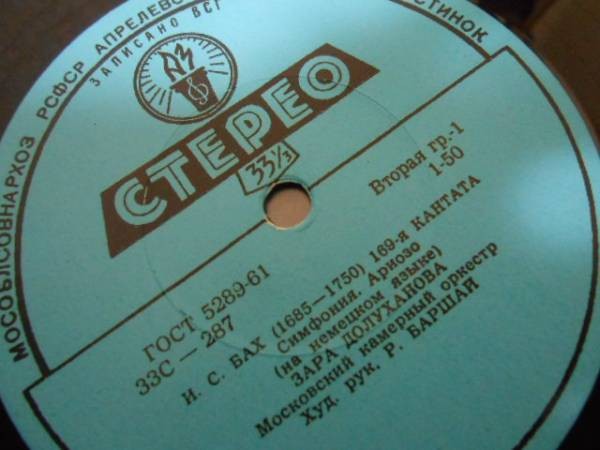 МОСОБЛСОВНАРХОЗ РСФСР АПРЕЛЕВС
СТИНОК
ЗАПИСАНО ВСГ
СТЕРЕО
33⅓
Вторая гр.-1
1-50
ГОСТ 5289-61
33С — 287
И. С. БАХ (1685—1750) 169-я КАНТАТА
Симфония. Ариозо
(на немецком языке)
ЗАРА ДОЛУХАНОВА
Московский камерный оркестр
Худ. рук. Р. БАРШАЙ